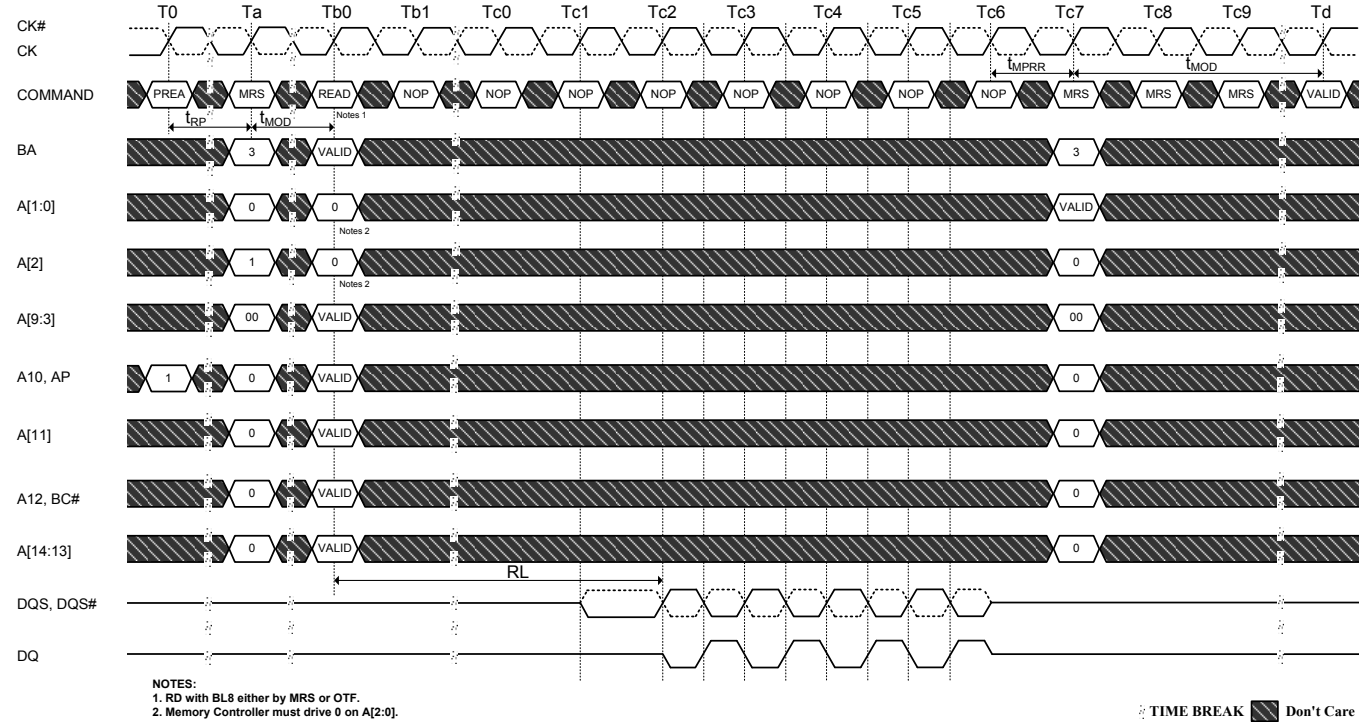 T0 Ta Tb0 Tb1 Tc0 Tc1 Tc2 Tc3 Tc4 Tc5 Tc6 Tc7 Tc8 Tc9 Td
CK#
CK
tMPRR tMOD
COMMAND PREA MRS READ NOP NOP NOP NOP NOP NOP NOP NOP MRS MRS MRS VALID
tRP tMOD Notes 1
BA 3 VALID 3
A[1:0] 0 0 VALID
Notes 2
A[2] 1 0 0
Notes 2
A[9:3] 00 VALID 00
A10, AP 1 0 VALID 0
A[11] 0 VALID 0
A12, BC# 0 VALID 0
A[14:13] 0 VALID 0
RL
DQS, DQS#
DQ
NOTES:
1. RD with BL8 either by MRS or OTF.
2. Memory Controller must drive 0 on A[2:0].
TIME BREAK Don't Care